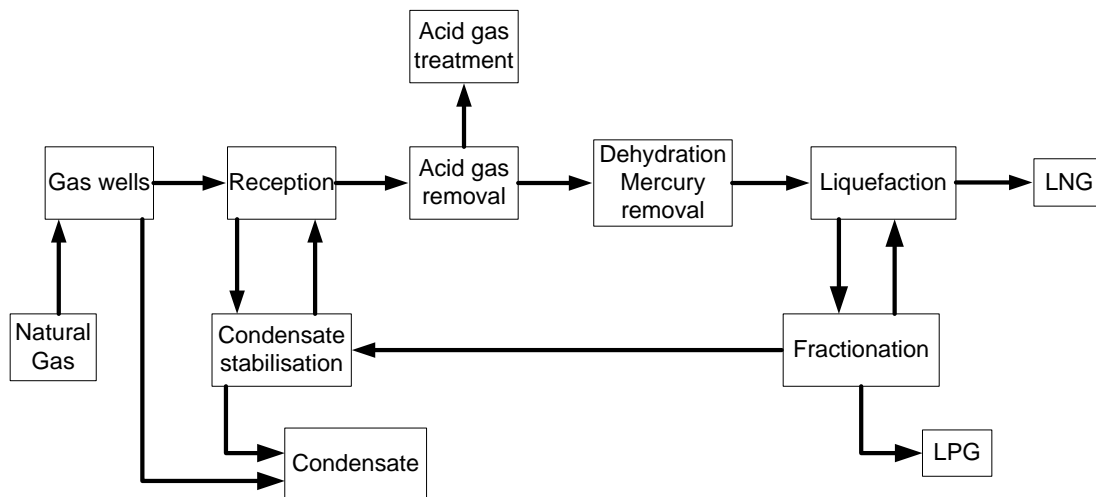 Acid gas
treatment
Gas wells
Reception
Acid gas
removal
Dehydration
Mercury
removal
Liquefaction
LNG
Natural
Gas
Condensate
stabilisation
Fractionation
Condensate
LPG